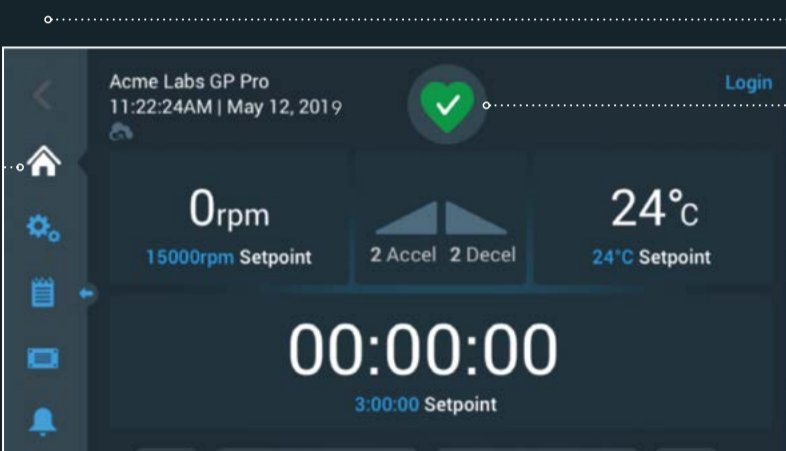 Acme Labs GP Pro
Login
11:22:24AM | May 12, 2019
0rpm
15000rpm Setpoint
2 Accel 2 Decel
24°c
24°C Setpoint
00:00:00
3:00:00 Setpoint